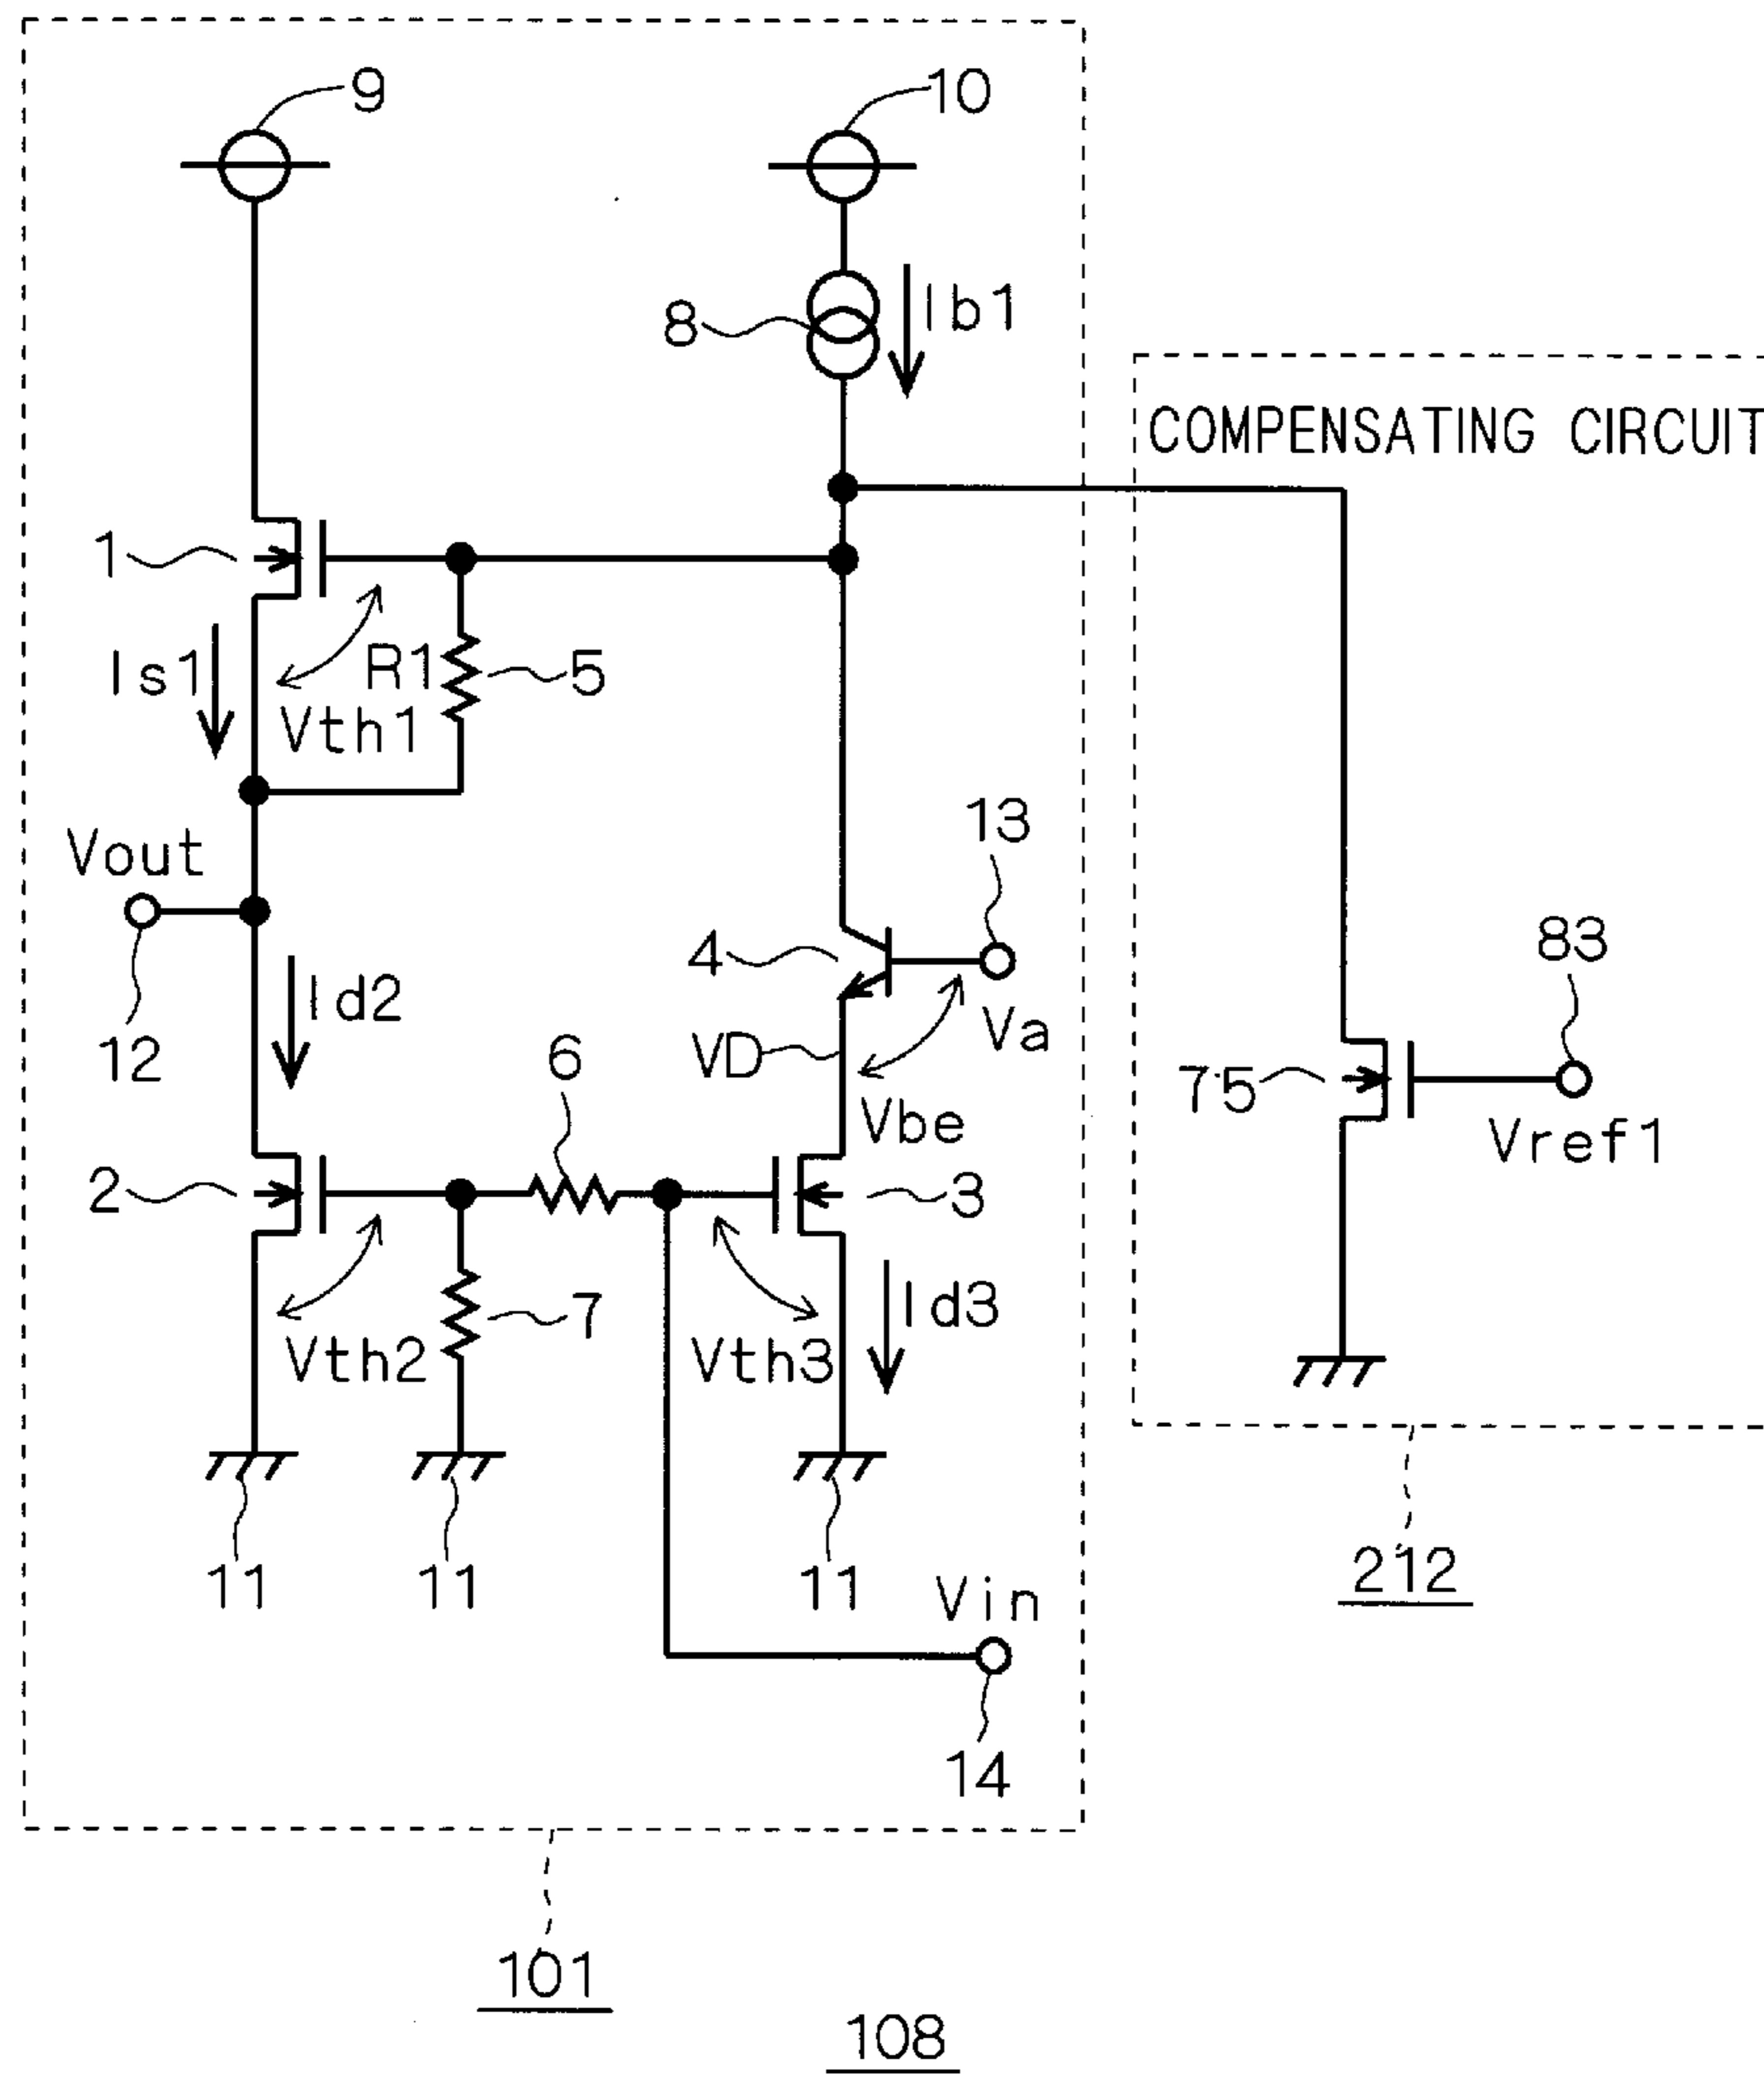 9
10
8
Ib1
COMPENSATING CIRCUIT
1
Is1
R1
5
Vth1
13
Vout
83
4
Id2
12
VD
Va
6
75
Vbe
Vref1
2
3
7
Id3
Vth2
Vth3
11
11
11
Vin
212
14
101
108